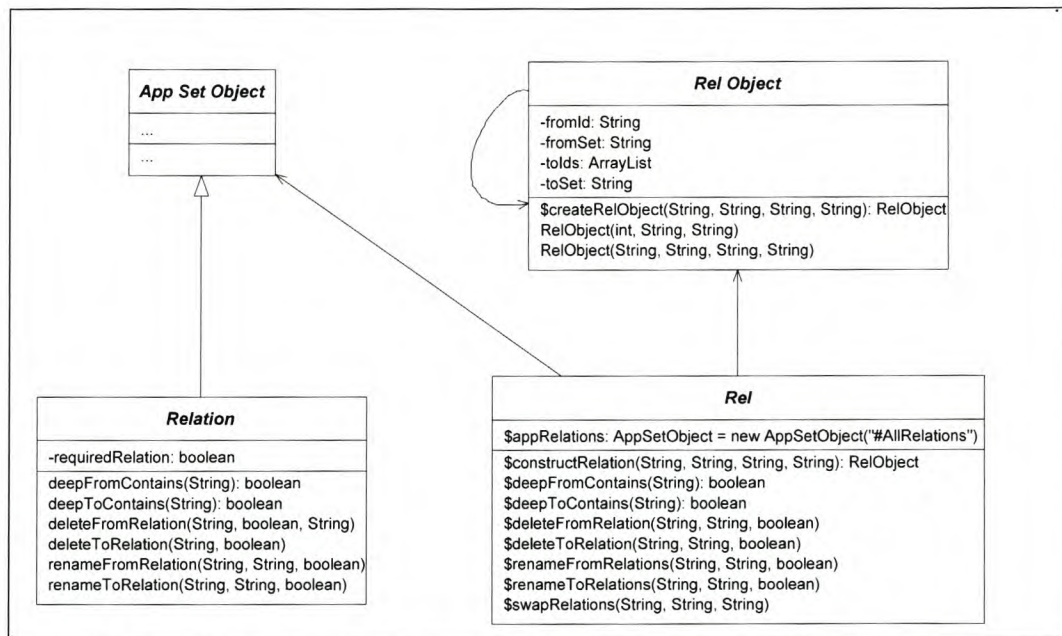 App Set Object
...
...
Rel Object
-fromId: String
-fromSet: String
-toIds: ArrayList
-toSet: String
$createRelObject(String, String, String, String): RelObject
RelObject(int, String, String)
RelObject(String, String, String, String)
Relation
-requiredRelation: boolean
deepFromContains(String): boolean
deepToContains(String): boolean
deleteFromRelation(String, boolean, String)
deleteToRelation(String, boolean)
renameFromRelation(String, String, boolean)
renameToRelation(String, String, boolean)
Rel
$appRelations: AppSetObject = new AppSetObject("#AllRelations")
$constructRelation(String, String, String, String): RelObject
$deepFromContains(String): boolean
$deepToContains(String): boolean
$deleteFromRelation(String, String, boolean)
$deleteToRelation(String, String, boolean)
$renameFromRelations(String, String, boolean)
$renameToRelations(String, String, boolean)
$swapRelations(String, String, String)